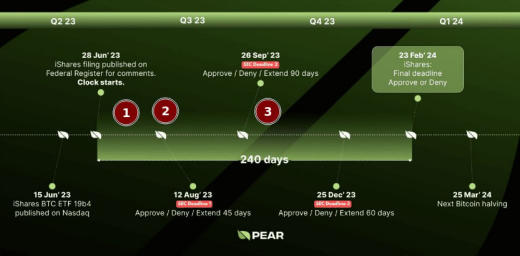 Q2 23
Q3 23
Q4 23
Q1 24
28 Jun' 23
iShares filing published on
Federal Register for comments.
Clock starts.
26 Sep' 23
SEC Deadline 2
Approve / Deny / Extend 90 days
23 Feb' 24
iShares:
Final deadline
Approve or Deny
1
2
3
240 days
15 Jun' 23
iShares BTC ETF 19b4
published on Nasdaq
12 Aug' 23
SEC Deadline 1
Approve / Deny / Extend 45 days
25 Dec' 23
SEC Deadline 3
Approve / Deny / Extend 60 days
25 Mar' 24
Next Bitcoin halving
PEAR